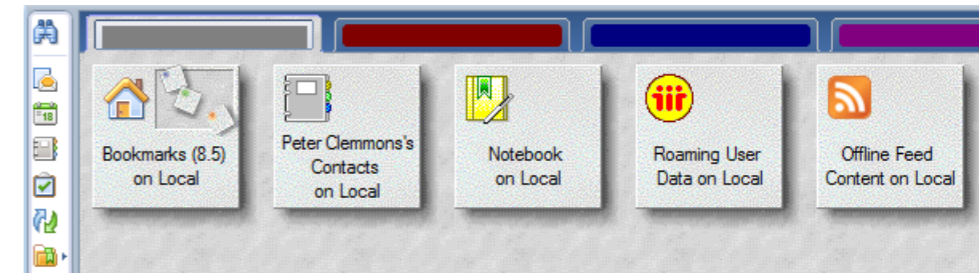 Bookmarks (8.5)
on Local
Peter Clemmons's
Contacts
on Local
Notebook
on Local
Roaming User
Data on Local
Offline Feed
Content on Local
18